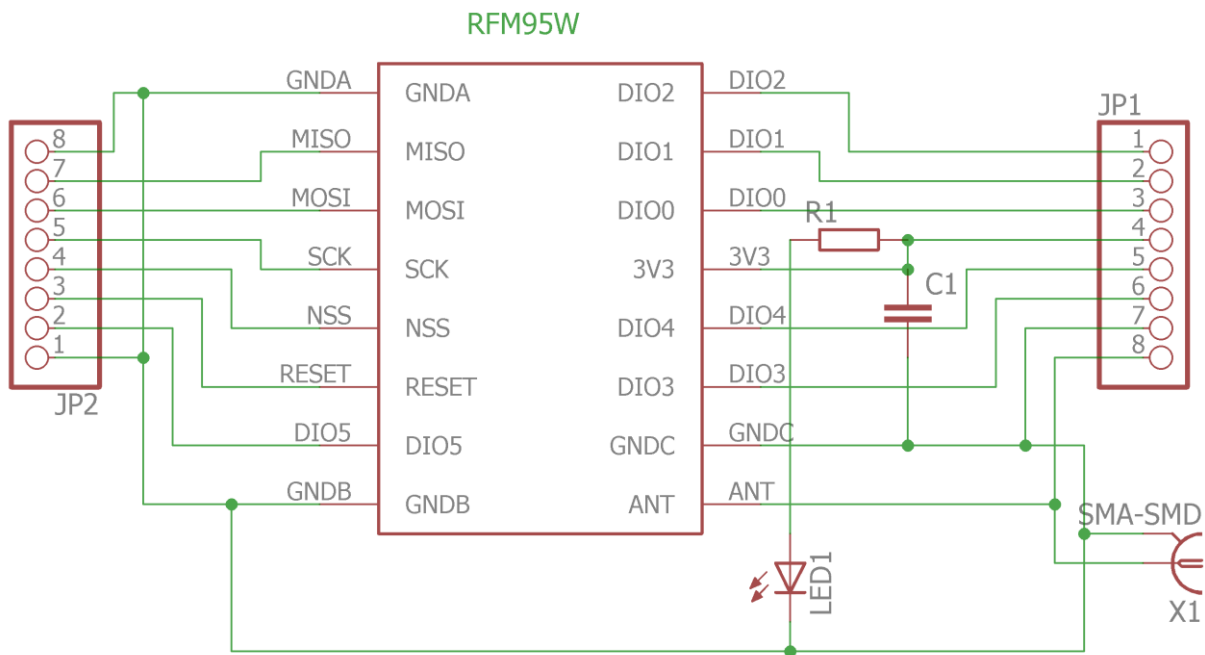 RFM95W
GNDA
MISO
MOSI
SCK
NSS
RESET
DIO5
GNDB
GNDA
MISO
MOSI
SCK
NSS
RESET
DIO5
GNDB
DIO2
DIO1
DIO0
3V3
DIO4
DIO3
GNDC
ANT
DIO2
DIO1
DIO0
3V3
DIO4
DIO3
GNDC
ANT
8
7
6
5
4
3
2
1
JP2
R1
C1
LED1
JP1
1
2
3
4
5
6
7
8
SMA-SMD
X1